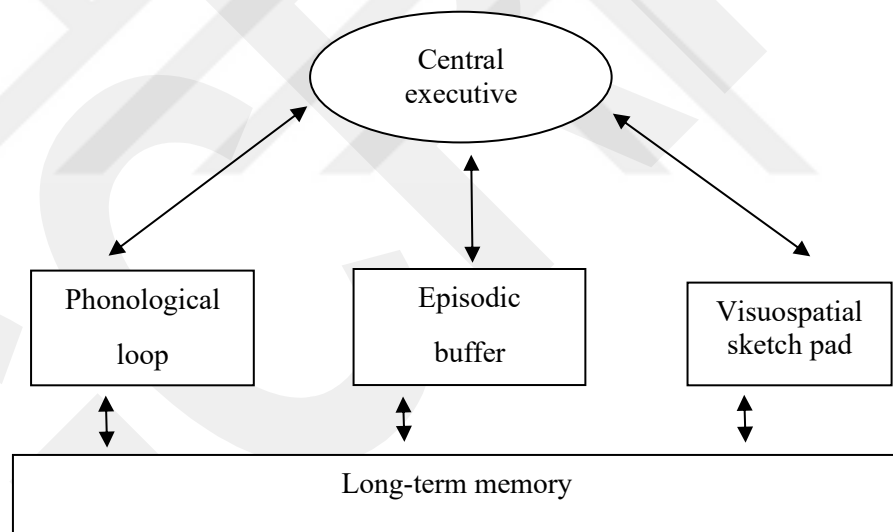 Central
executive
Phonological
loop
Episodic
buffer
Visuospatial
sketch pad
Long-term memory